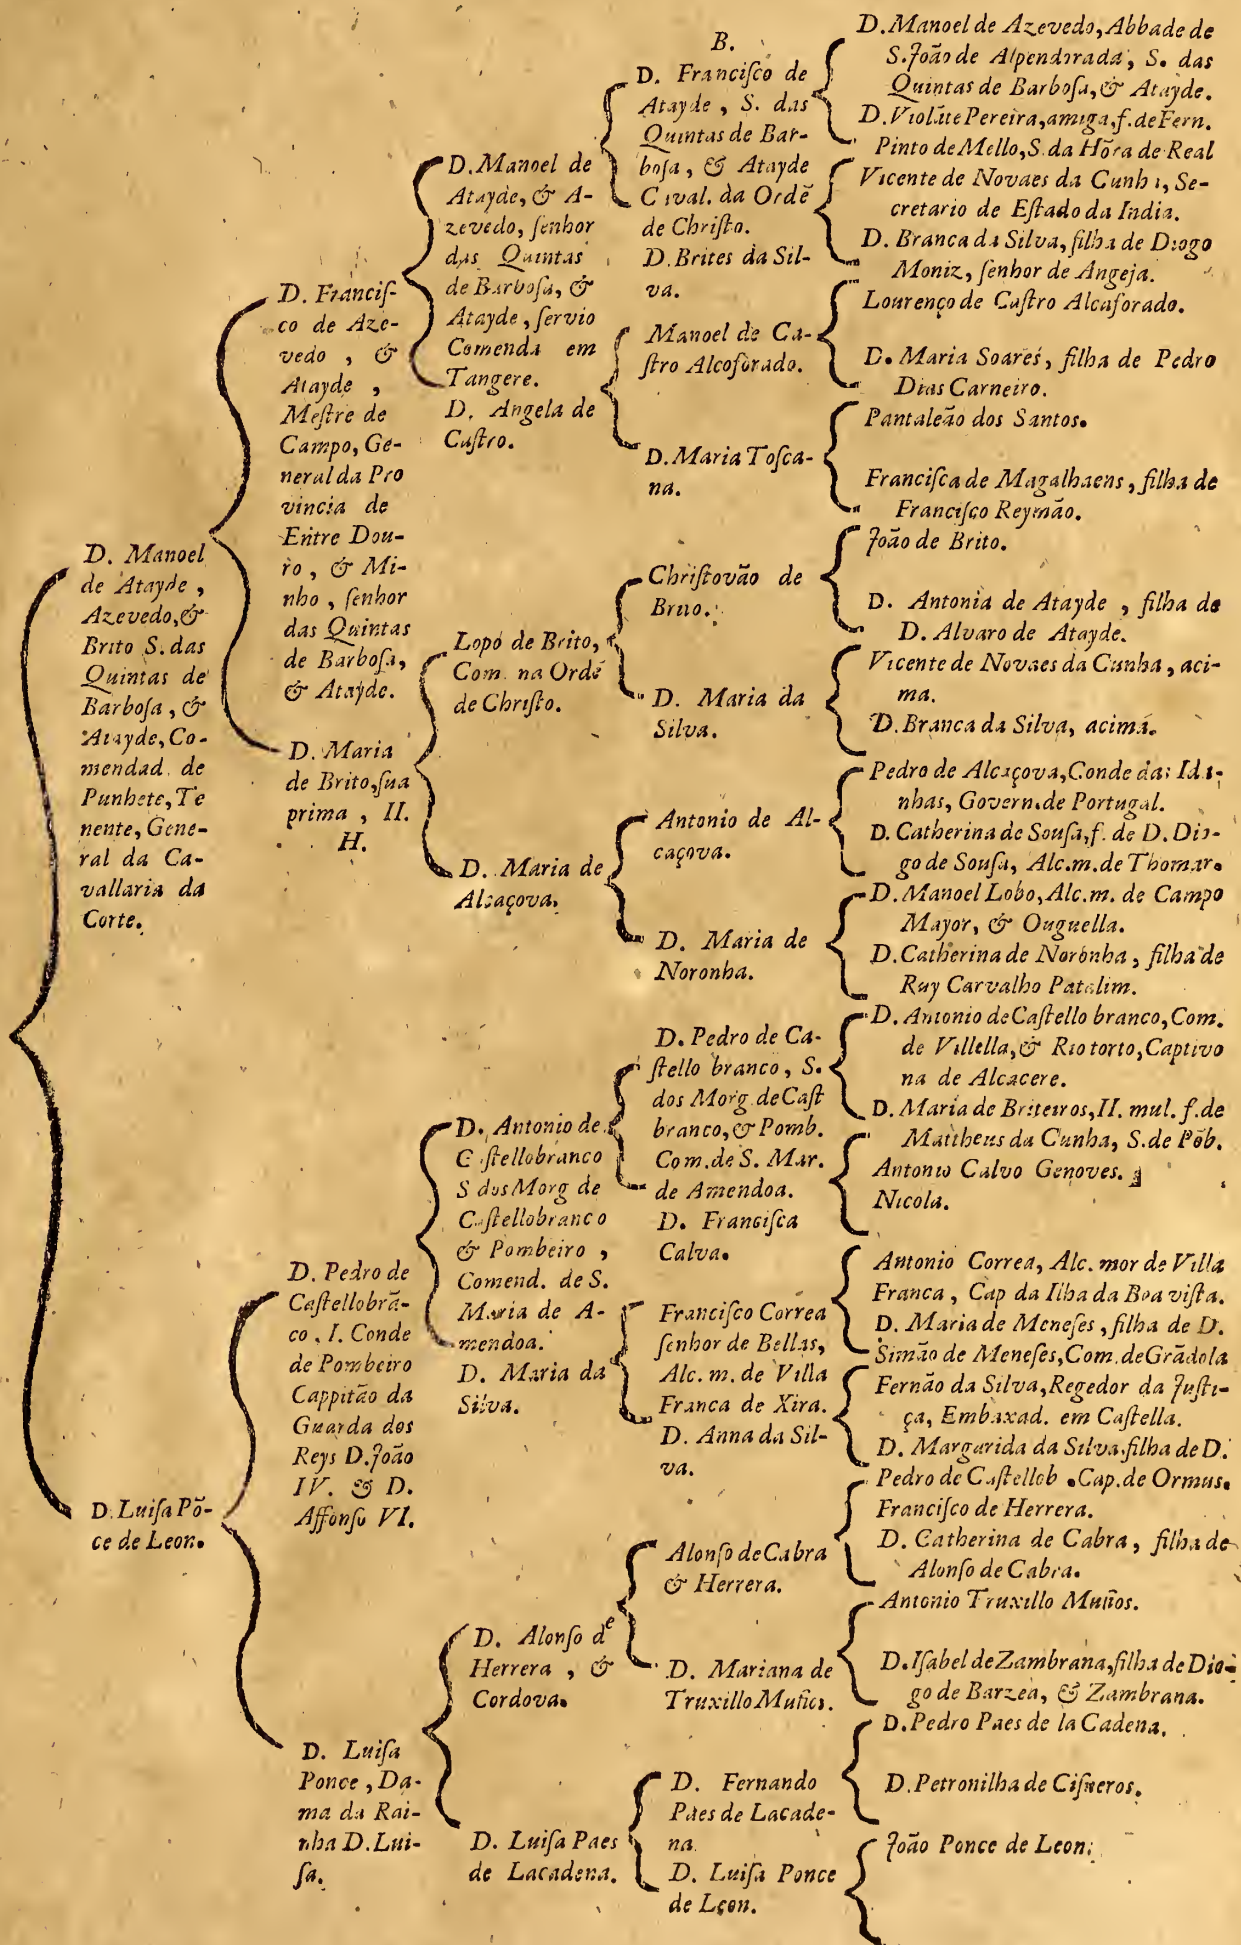 D. Manoel
de Atayde,
Azevedo, &
Brito S. das
Quintas de
Barboſa, &
Atayde, Co-
mendad. de
Punhete, Te
nente, Gene-
ral da Ca-
vallaria da
Corte.
D. Luiſa Põ-
ce de Leon.
D. Franciſ-
co de Aze-
vedo, &
Atayde,
Meſtre de
Campo, Ge-
neral da Pro
vincia de
Entre Dou-
ro, & Mi-
nho, ſenhor
das Quintas
de Barboſa,
& Atayde.
D. Maria
de Brito, ſua
prima, II.
H.
D. Pedro de
Caſtellobrã-
co, I. Conde
de Pombeiro
Cappitão da
Guarda dos
Reys D. João
IV. & D.
Affonſo VI.
D. Luiſa
Ponce, Da-
ma da Rai-
nha D. Lui-
ſa.
D. Manoel de
Atayde, & A-
zevedo, ſenhor
das Quintas
de Barboſa, &
Atayde, ſervio
Comenda em
Tangere.
D. Angela de
Caſtro.
Lopo de Brito,
Com. na Ordẽ
de Chriſto.
D. Maria de
Alcaçova.
D. Antonio de
Caſtellobranco
S dos Morg de
Caſtellobranco
& Pombeiro,
Comend. de S.
Maria de A-
mendoa.
D. Maria da
Silva.
D. Alonſo de
Herrera, &
Cordova.
D. Luiſa Paes
de Lacadena.
B.
D. Franciſco de
Atayde, S. das
Quintas de Bar-
boſa, & Atayde
Caval. da Ordẽ
de Chriſto.
D. Brites da Sil-
va.
Manoel de Ca-
ſtro Alcoforado.
D. Maria Toſca-
na.
Chriſtovão de
Brito.
D. Maria da
Silva.
Antonio de Al-
caçova.
D. Maria de
Noronha.
D. Pedro de Ca-
ſtello branco, S.
dos Morg. de Caſt
branco, & Pomb.
Com. de S. Mar.
de Amendoa.
D. Franciſca
Calva.
Franciſco Correa
ſenhor de Bellas,
Alc. m. de Villa
Franca de Xira.
D. Anna da Sil-
va.
Alonſo de Cabra
& Herrera.
D. Mariana de
Truxillo Muños.
D. Fernando
Paes de Lacade-
na
D. Luiſa Ponce
de Leon.
D. Manoel de Azevedo, Abbade de
S. João de Alpendorada, S. das
Quintas de Barboſa, & Atayde.
D. Violãte Pereira, amiga, f. de Fern.
Pinto de Mello, S. da Hõra de Real
Vicente de Novaes da Cunha, Se-
cretario de Eſtado da India.
D. Branca da Silva, filha de Diogo
Moniz, ſenhor de Angeja.
Lourenço de Caſtro Alcaforado.
D. Maria Soares, filha de Pedro
Dias Carneiro.
Pantaleão dos Santos.
Franciſca de Magalhaens, filha de
Franciſco Reymão.
João de Brito.
D. Antonia de Atayde, filha de
D. Alvaro de Atayde.
Vicente de Novaes da Cunha, aci-
ma.
D. Branca da Silva, acima.
Pedro de Alcaçova, Conde das Ida-
nhas, Govern. de Portugal.
D. Catherina de Souſa, f. de D. Dio-
go de Souſa, Alc. m. de Thomar.
D. Manoel Lobo, Alc. m. de Campo
Mayor, & Ouguella.
D. Catherina de Noronha, filha de
Ruy Carvalho Patalim.
D. Antonio de Caſtello branco, Com.
de Villella, & Rio torto, Captivo
na de Alcacere.
D. Maria de Briteiros, II. mul. f. de
Mattheus da Cunha, S. de Põb.
Antonio Calvo Genoves.
Nicola.
Antonio Correa, Alc. mor de Villa
Franca, Cap da Ilha da Boa viſta.
D. Maria de Meneſes, filha de D.
Simão de Meneſes, Com. de Grãdola
Fernão da Silva, Regedor da Juſti-
ça, Embaxad. em Caſtella.
D. Margarida da Silva, filha de D.
Pedro de Caſtellob. Cap. de Ormus.
Franciſco de Herrera.
D. Catherina de Cabra, filha de
Alonſo de Cabra.
Antonio Truxillo Muños.
D. Iſabel de Zambrana, filha de Dio-
go de Barzea, & Zambrana.
D. Pedro Paes de la Cadena.
D. Petronilha de Ciſneros.
João Ponce de Leon.